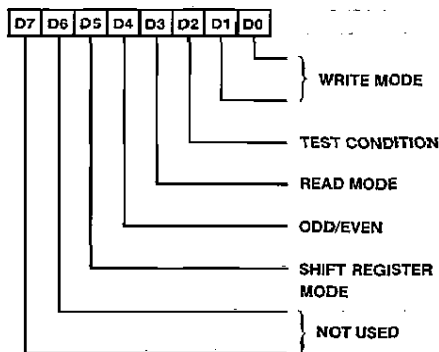 D7 D6 D5 D4 D3 D2 D1 D0
WRITE MODE
TEST CONDITION
READ MODE
ODD/EVEN
SHIFT REGISTER
MODE
NOT USED